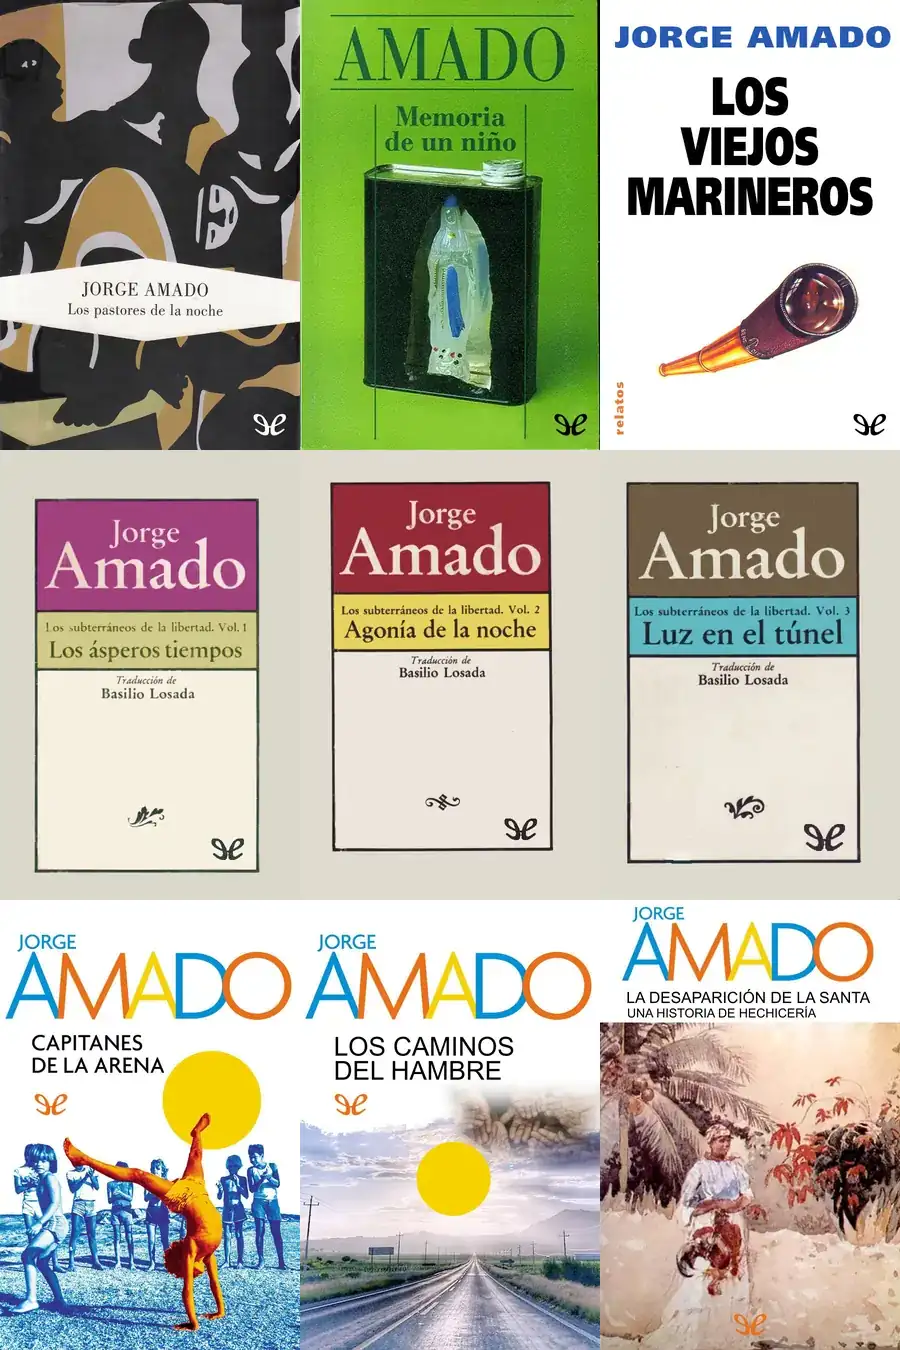 JORGE AMADO
Los pastores de la noche
AMADO
Memoria
de un niño
JORGE AMADO
LOS
VIEJOS
MARINEROS
relatos
Jorge
Amado
Los subterráneos de la libertad. Vol. 1
Los ásperos tiempos
Traducción de
Basilio Losada
Jorge
Amado
Los subterráneos de la libertad. Vol. 2
Agonía de la noche
Traducción de
Basilio Losada
Jorge
Amado
Los subterráneos de la libertad. Vol. 3
Luz en el túnel
Traducción de
Basilio Losada
JORGE
AMADO
CAPITANES
DE LA ARENA
JORGE
AMADO
LOS CAMINOS
DEL HAMBRE
JORGE
AMADO
LA DESAPARICIÓN DE LA SANTA
UNA HISTORIA DE HECHICERÍA